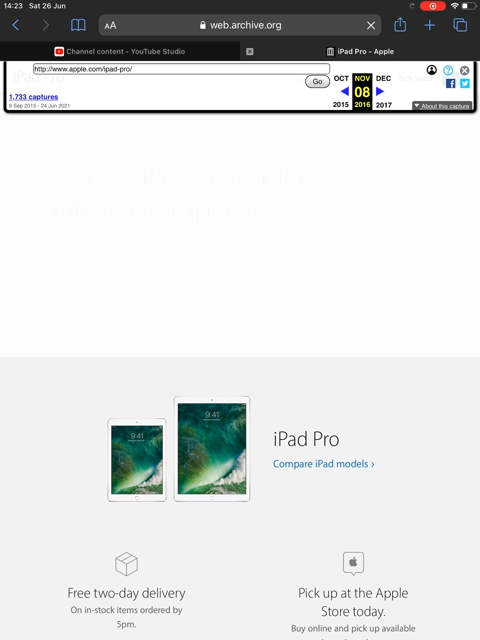 14:23 Sat 26 Jun
AA web.archive.org
Channel content - YouTube Studio
iPad Pro - Apple
http://www.apple.com/ipad-pro/
Go
1,733 captures
9 Sep 2015 - 24 Jun 2021
OCT NOV DEC
08
2015 2016 2017
About this capture
iPad Pro
9:41
9:41
iPad Pro
Compare iPad models ›
Free two-day delivery
On in-stock items ordered by
5pm.
Pick up at the Apple
Store today.
Buy online and pick up available